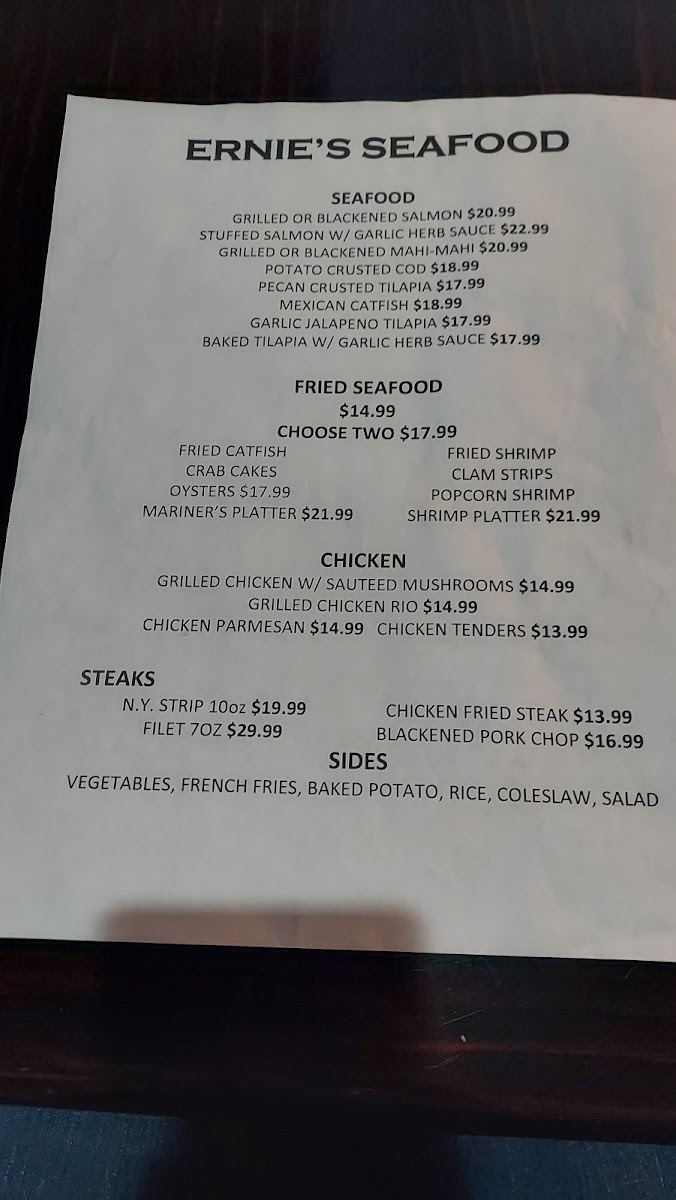 ERNIE'S SEAFOOD
SEAFOOD
GRILLED OR BLACKENED SALMON $20.99
STUFFED SALMON W/ GARLIC HERB SAUCE $22.99
GRILLED OR BLACKENED MAHI-MAHI $20.99
POTATO CRUSTED COD $18.99
PECAN CRUSTED TILAPIA $17.99
MEXICAN CATFISH $18.99
GARLIC JALAPENO TILAPIA $17.99
BAKED TILAPIA W/ GARLIC HERB SAUCE $17.99
FRIED SEAFOOD
$14.99
CHOOSE TWO $17.99
FRIED CATFISH FRIED SHRIMP
CRAB CAKES CLAM STRIPS
OYSTERS $17.99 POPCORN SHRIMP
MARINER'S PLATTER $21.99 SHRIMP PLATTER $21.99
CHICKEN
GRILLED CHICKEN W/ SAUTEED MUSHROOMS $14.99
GRILLED CHICKEN RIO $14.99
CHICKEN PARMESAN $14.99 CHICKEN TENDERS $13.99
STEAKS
N.Y. STRIP 10oz $19.99 CHICKEN FRIED STEAK $13.99
FILET 7OZ $29.99 BLACKENED PORK CHOP $16.99
SIDES
VEGETABLES, FRENCH FRIES, BAKED POTATO, RICE, COLESLAW, SALAD